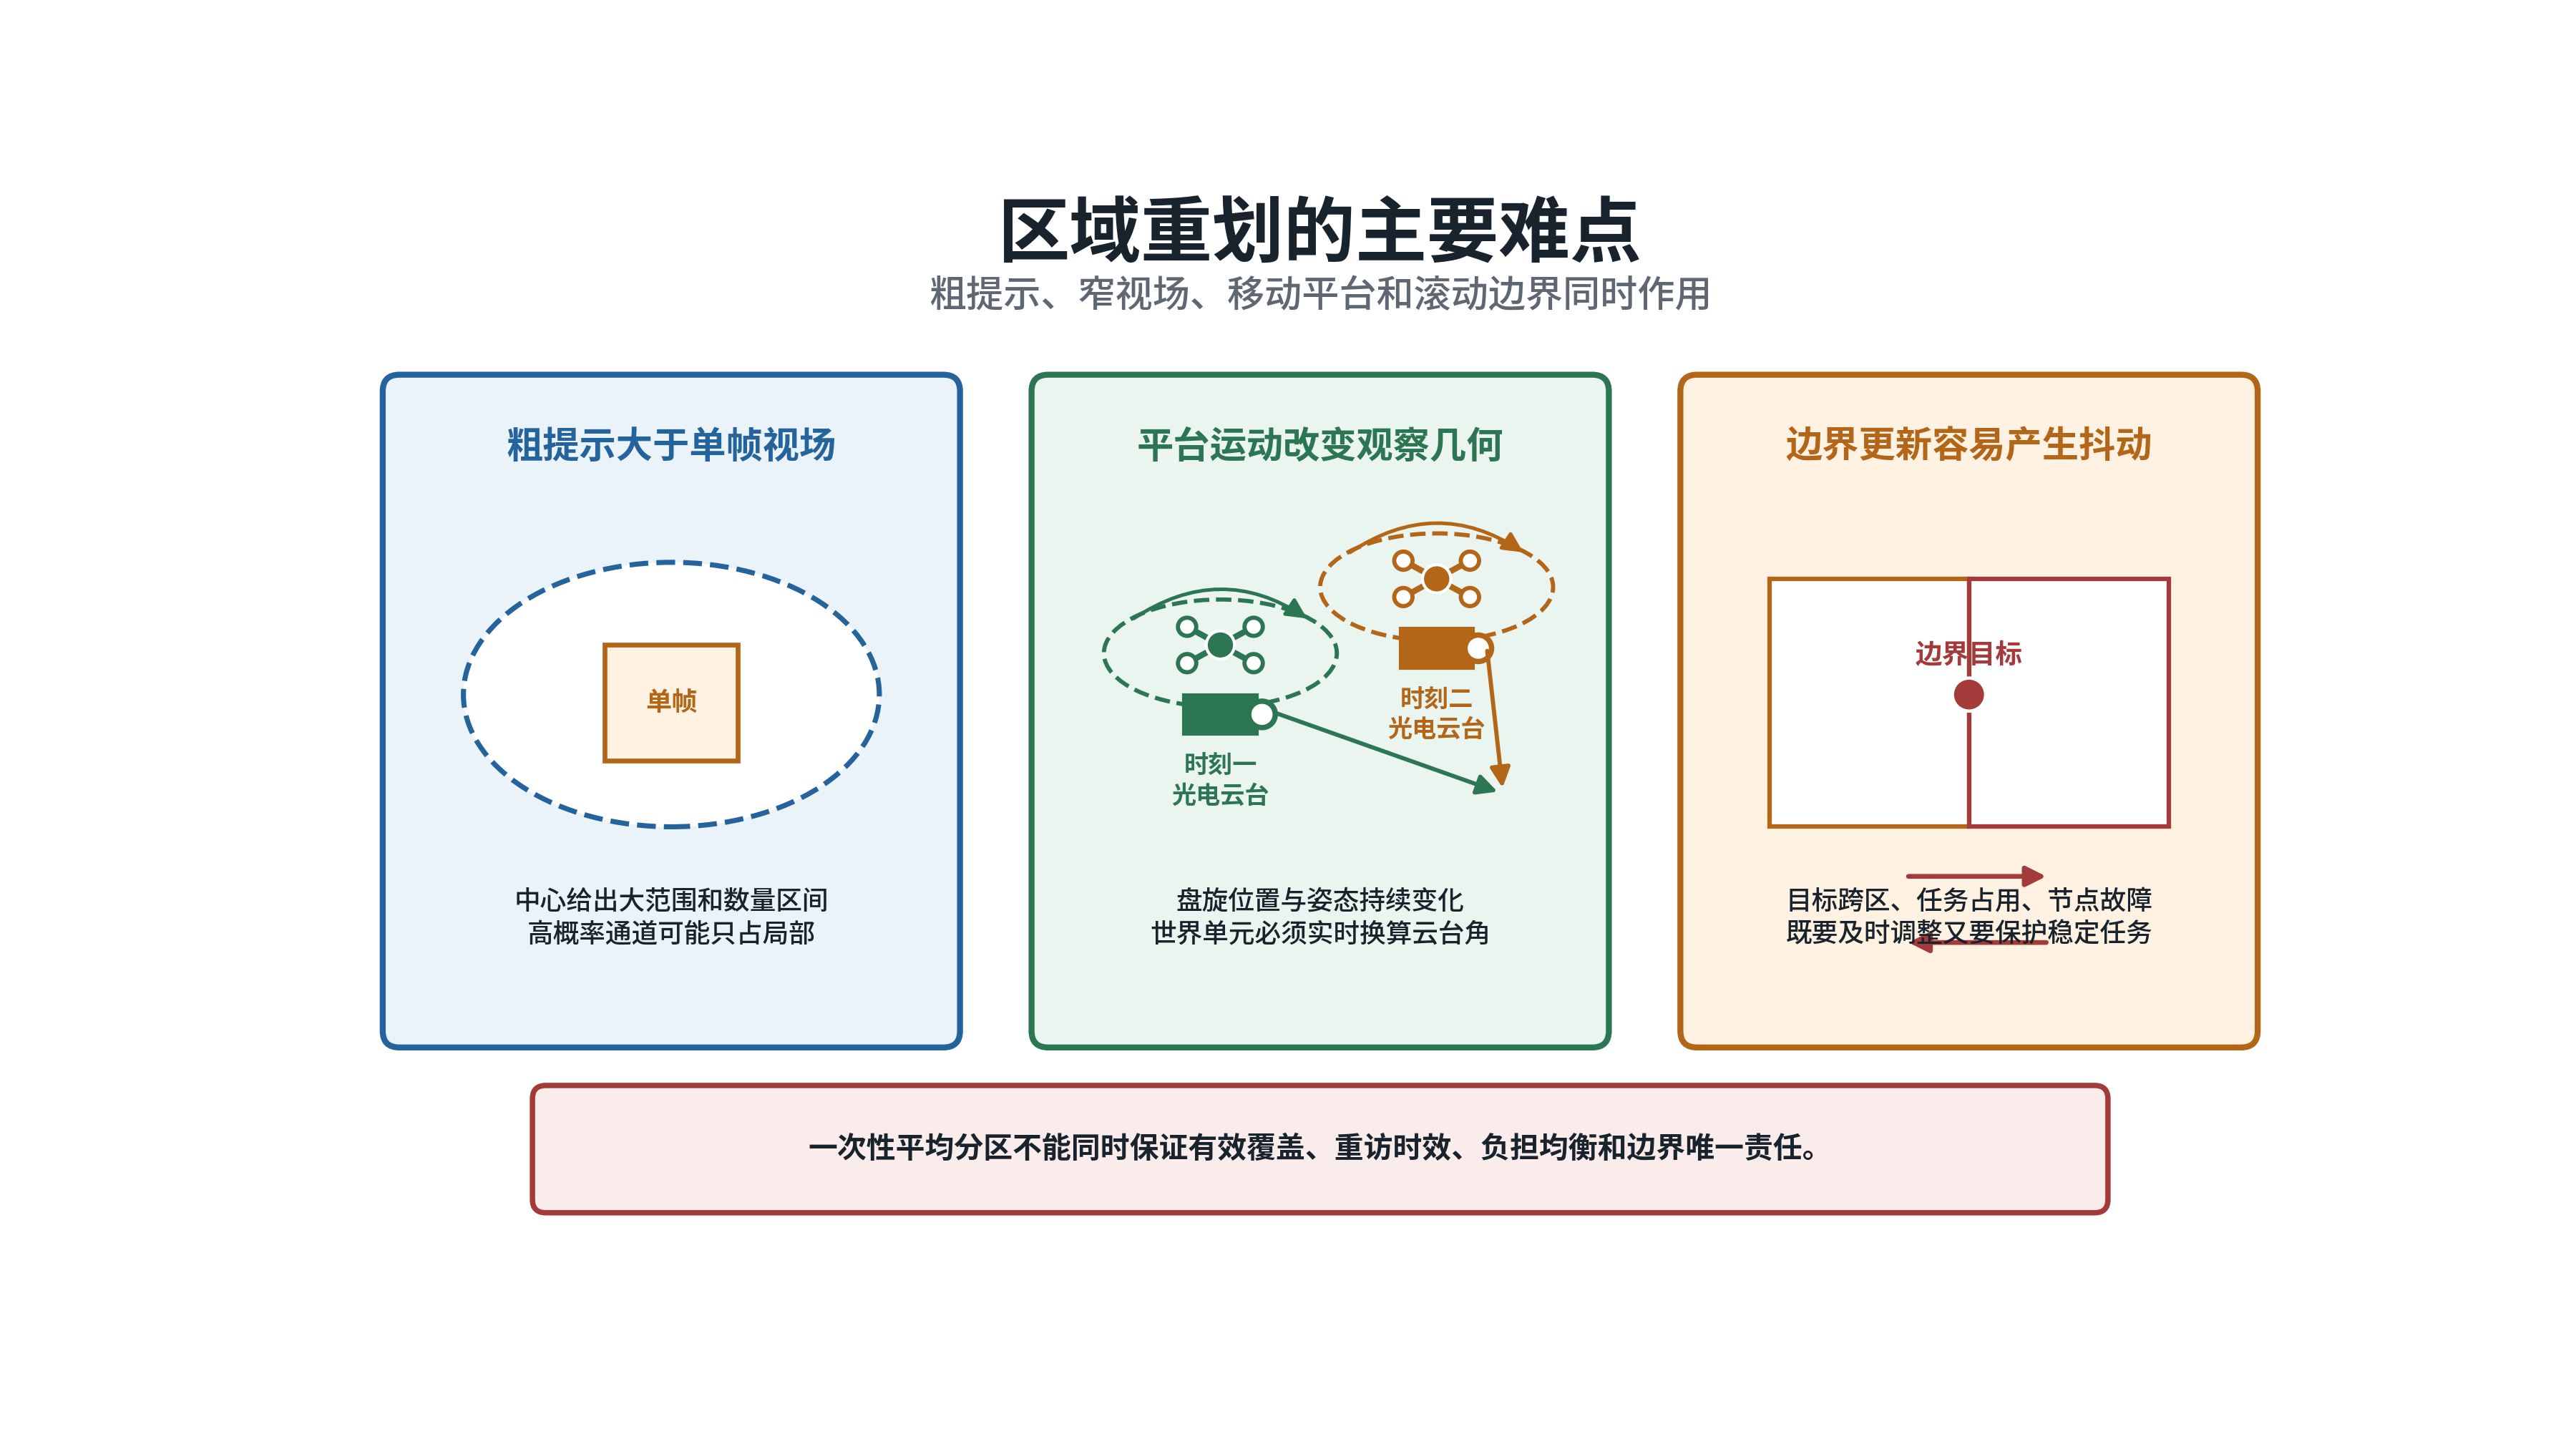 区域重划的主要难点
粗提示、窄视场、移动平台和滚动边界同时作用
粗提示大于单帧视场
单帧
中心给出大范围和数量区间
高概率通道可能只占局部
平台运动改变观察几何
时刻一
光电云台
时刻二
光电云台
盘旋位置与姿态持续变化
世界单元必须实时换算云台角
边界更新容易产生抖动
边界目标
目标跨区、任务占用、节点故障
既要及时调整又要保护稳定任务
一次性平均分区不能同时保证有效覆盖、重访时效、负担均衡和边界唯一责任。